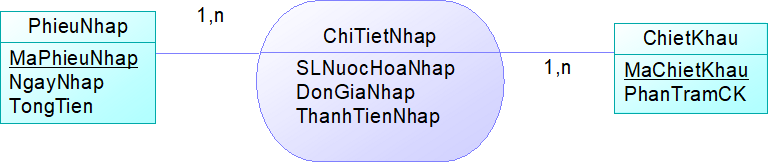 PhieuNhap
MaPhieuNhap
NgayNhap
TongTien
1,n
ChiTietNhap
SLNuocHoaNhap
DonGiaNhap
ThanhTienNhap
1,n
ChietKhau
MaChietKhau
PhanTramCK